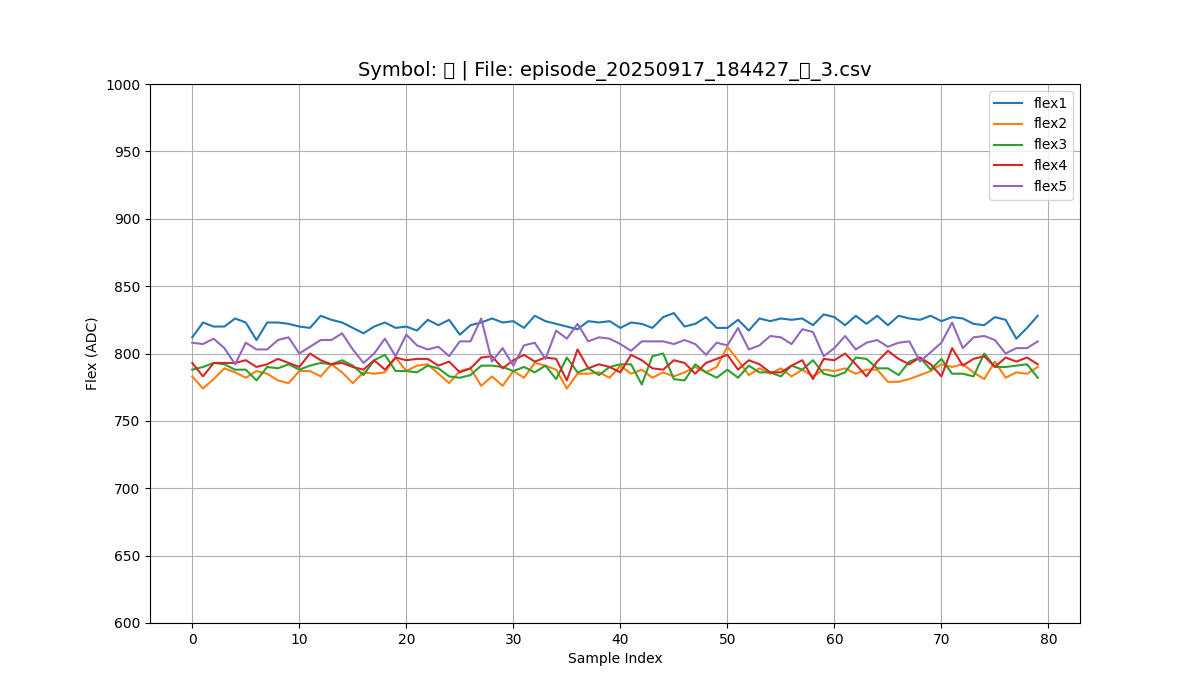 Symbol: | File: episode_20250917_184427_ _3.csv
1000
950
900
850
800
750
700
650
600
Flex (ADC)
0 10 20 30 40 50 60 70 80
Sample Index
flex1
flex2
flex3
flex4
flex5